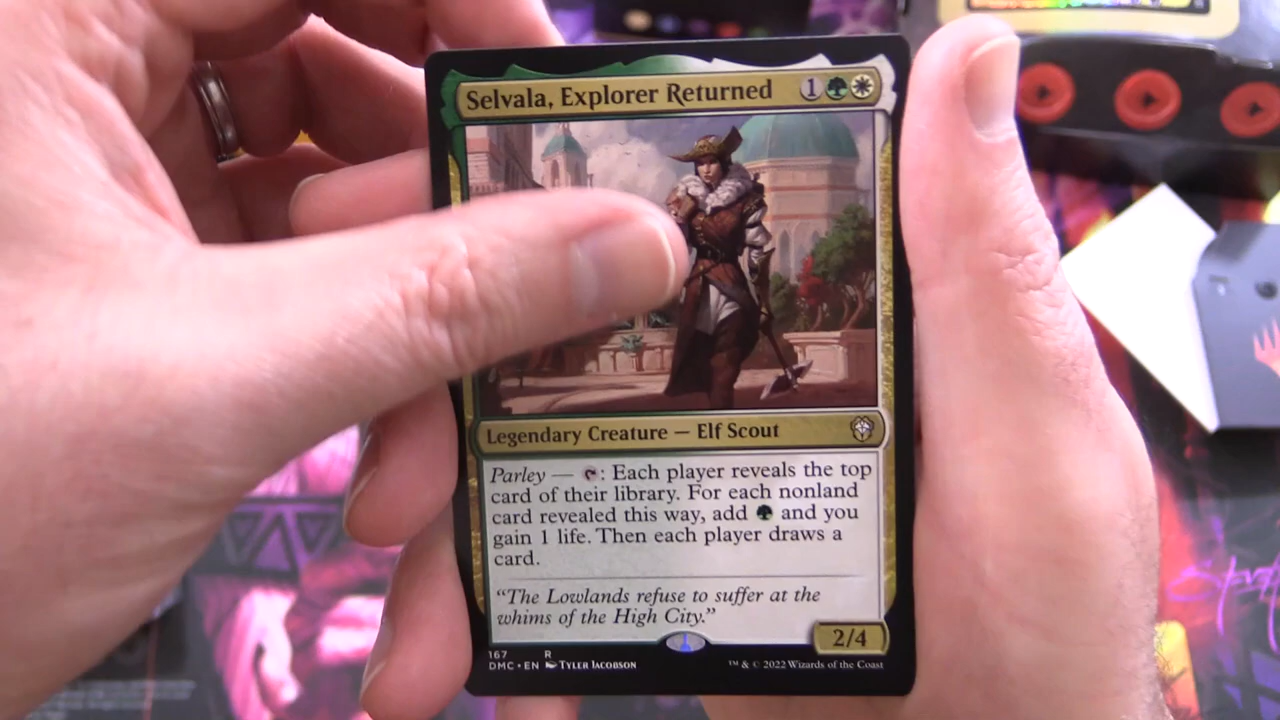 Selvala, Explorer Returned 1
Legendary Creature — Elf Scout
Parley — : Each player reveals the top
card of their library. For each nonland
card revealed this way, add and you
gain 1 life. Then each player draws a
card.
“The Lowlands refuse to suffer at the
whims of the High City.”
2/4
167 R
DMC • EN Tyler Jacobson
™ & © 2022 Wizards of the Coast